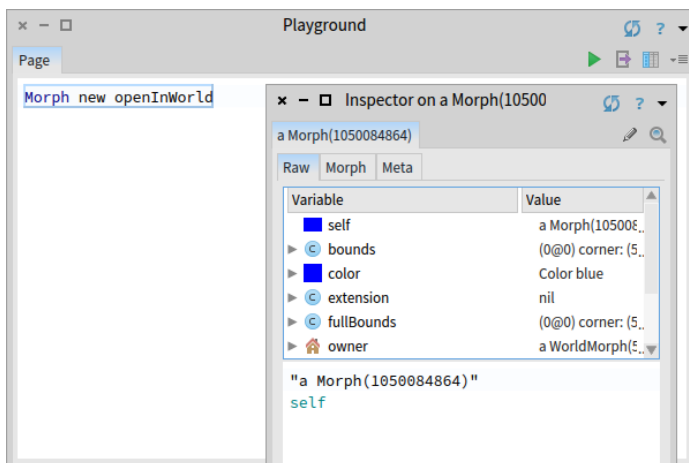 Playground
?
Page
Morph new openInWorld
Inspector on a Morph(10500
?
a Morph(1050084864)
Raw Morph Meta
Variable Value
self a Morph(105008...
C bounds (0@0) corner: (5...
color Color blue
C extension nil
C fullBounds (0@0) corner: (5...
owner a WorldMorph(5...
"a Morph(1050084864)"
self